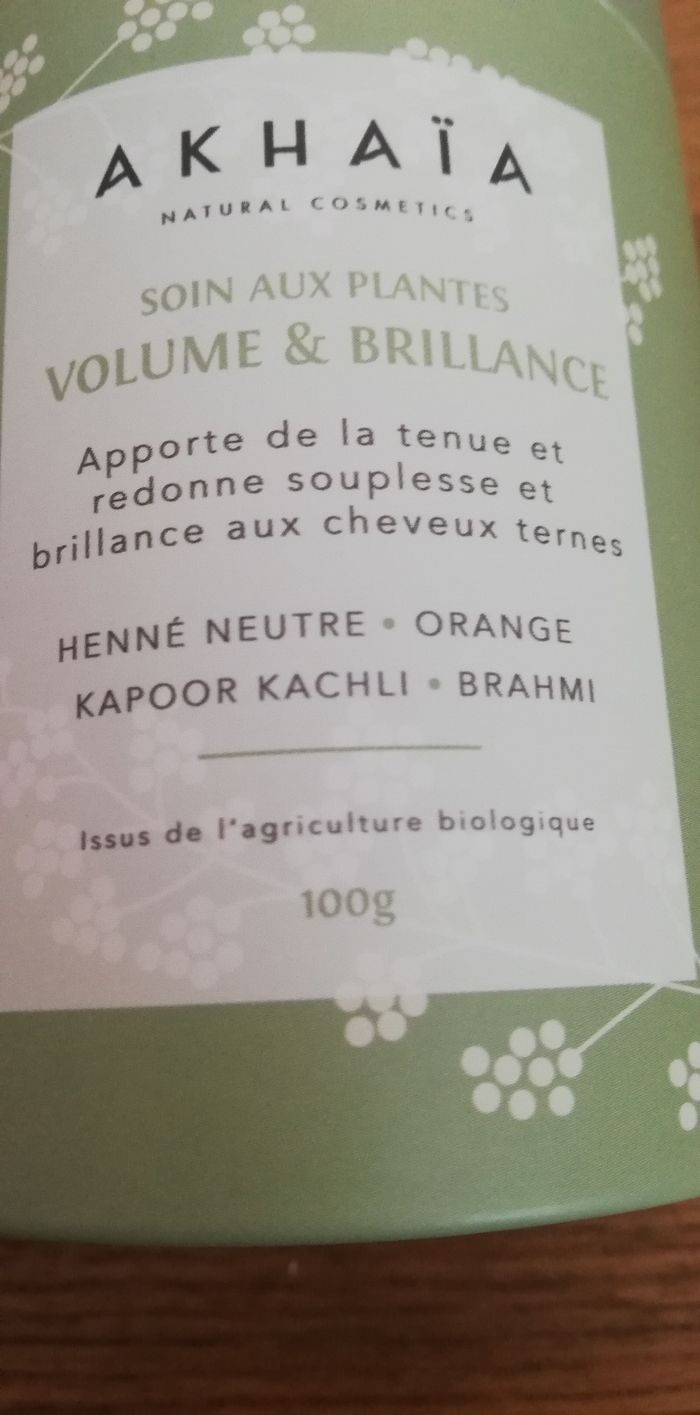 AKHAÏA
NATURAL COSMETICS
SOIN AUX PLANTES
VOLUME & BRILLANCE
Apporte de la tenue et
redonne souplesse et
brillance aux cheveux ternes
HENNÉ NEUTRE • ORANGE
KAPOOR KACHLI • BRAHMI
Issus de l'agriculture biologique
100g